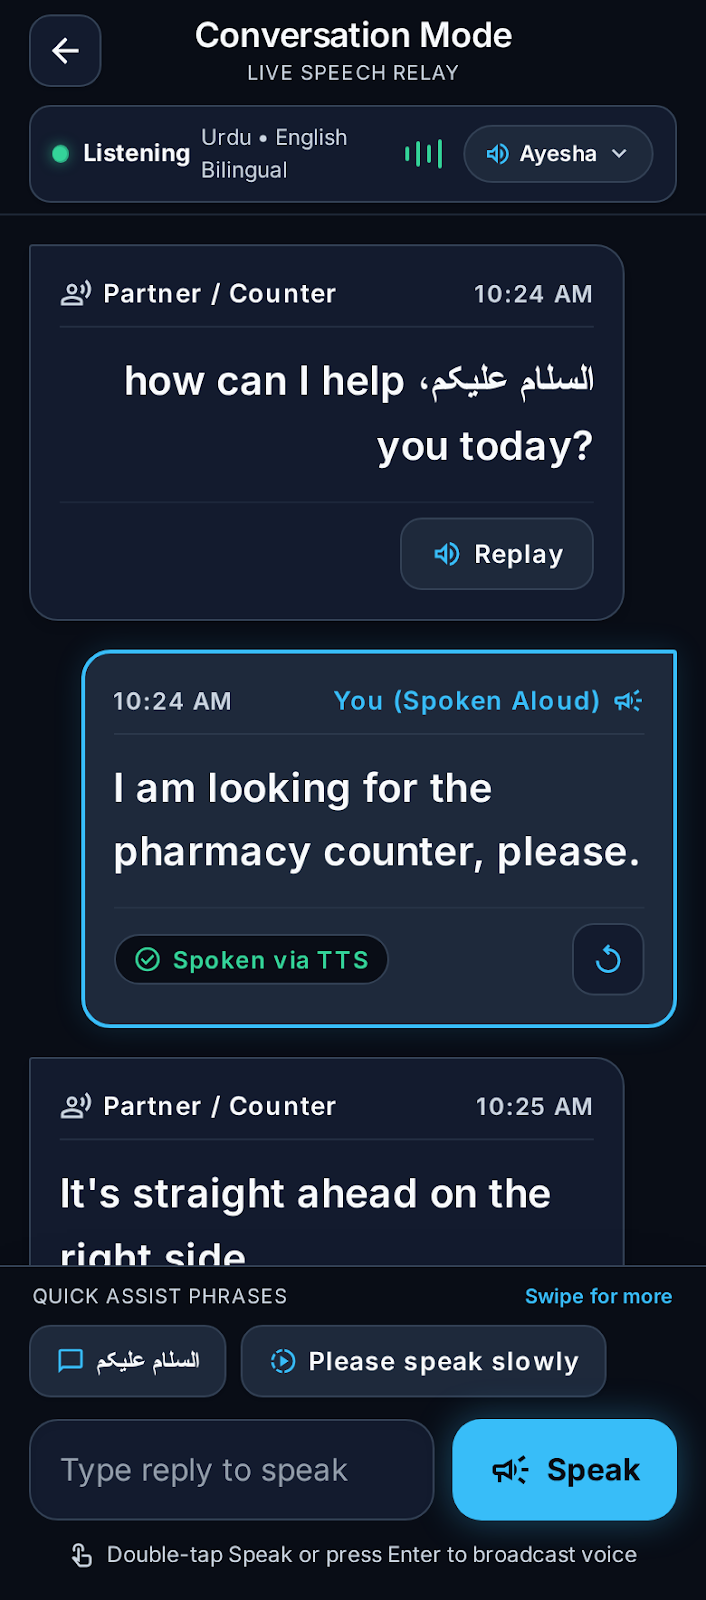 Conversation Mode
LIVE SPEECH RELAY
Listening
Urdu • English
Bilingual
Ayesha
Partner / Counter
10:24 AM
السلام علیکم، how can I help
you today?
Replay
10:24 AM
You (Spoken Aloud)
I am looking for the
pharmacy counter, please.
Spoken via TTS
Partner / Counter
10:25 AM
It's straight ahead on the
right side
QUICK ASSIST PHRASES
Swipe for more
السلام علیکم
Please speak slowly
Type reply to speak
Speak
Double-tap Speak or press Enter to broadcast voice